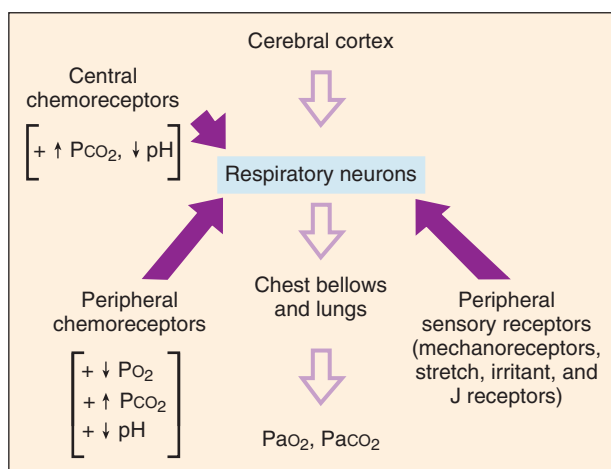 Cerebral cortex
Central
chemoreceptors
+ ↑ PCO₂, ↓ pH
Respiratory neurons
Peripheral
chemoreceptors
+ ↓ PO₂
+ ↑ PCO₂
+ ↓ pH
Chest bellows
and lungs
PaO₂, PaCO₂
Peripheral
sensory receptors
(mechanoreceptors,
stretch, irritant, and
J receptors)